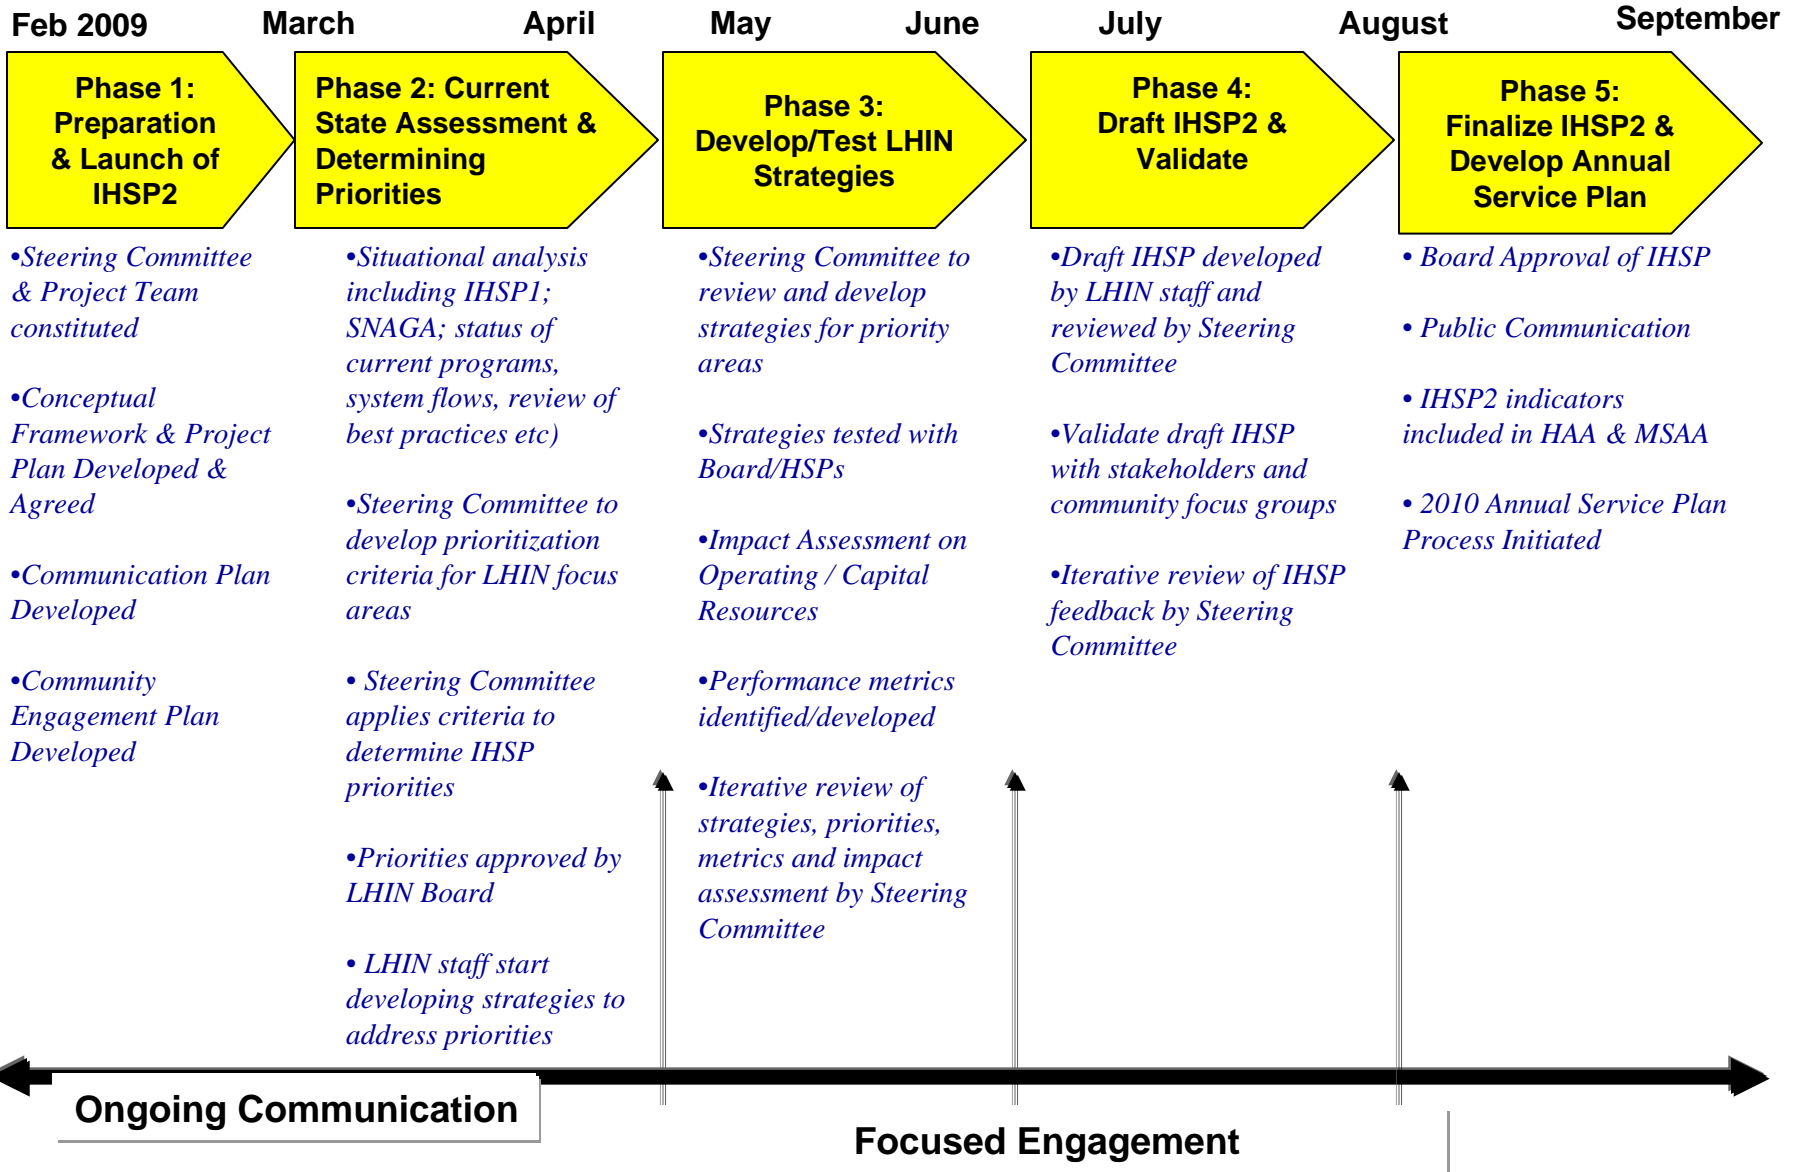 Feb 2009
March
April
May
June
July
August
September
Phase 1:
Preparation
& Launch of
IHSP2
Phase 2: Current
State Assessment &
Determining
Priorities
Phase 3:
Develop/Test LHIN
Strategies
Phase 4:
Draft IHSP2 &
Validate
Phase 5:
Finalize IHSP2 &
Develop Annual
Service Plan
•Steering Committee
& Project Team
constituted
•Conceptual
Framework & Project
Plan Developed &
Agreed
•Communication Plan
Developed
•Community
Engagement Plan
Developed
•Situational analysis
including IHSP1;
SNAGA; status of
current programs,
system flows, review of
best practices etc)
•Steering Committee to
develop prioritization
criteria for LHIN focus
areas
• Steering Committee
applies criteria to
determine IHSP
priorities
•Priorities approved by
LHIN Board
• LHIN staff start
developing strategies to
address priorities
•Steering Committee to
review and develop
strategies for priority
areas
•Strategies tested with
Board/HSPs
•Impact Assessment on
Operating / Capital
Resources
•Performance metrics
identified/developed
•Iterative review of
strategies, priorities,
metrics and impact
assessment by Steering
Committee
•Draft IHSP developed
by LHIN staff and
reviewed by Steering
Committee
•Validate draft IHSP
with stakeholders and
community focus groups
•Iterative review of IHSP
feedback by Steering
Committee
• Board Approval of IHSP
• Public Communication
• IHSP2 indicators
included in HAA & MSAA
• 2010 Annual Service Plan
Process Initiated
Ongoing Communication
Focused Engagement